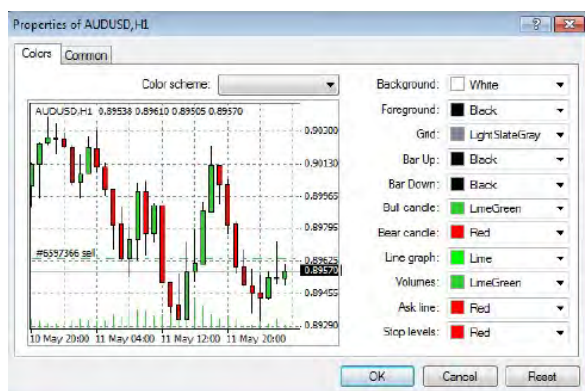 Properties of AUDUSD,H1
Colors
Common
Color scheme:
AUDUSD,H1 0.89538 0.89610 0.89505 0.89570
0.90300
0.90130
0.89965
0.89795
#6597366 sell
0.89625
0.89570
0.89455
0.89290
10 May 20:00 11 May 04:00 11 May 12:00 11 May 20:00
Background: White
Foreground: Black
Grid: LightSlateGray
Bar Up: Black
Bar Down: Black
Bull candle: LimeGreen
Bear candle: Red
Line graph: Lime
Volumes: LimeGreen
Ask line: Red
Stop levels: Red
OK
Cancel
Reset